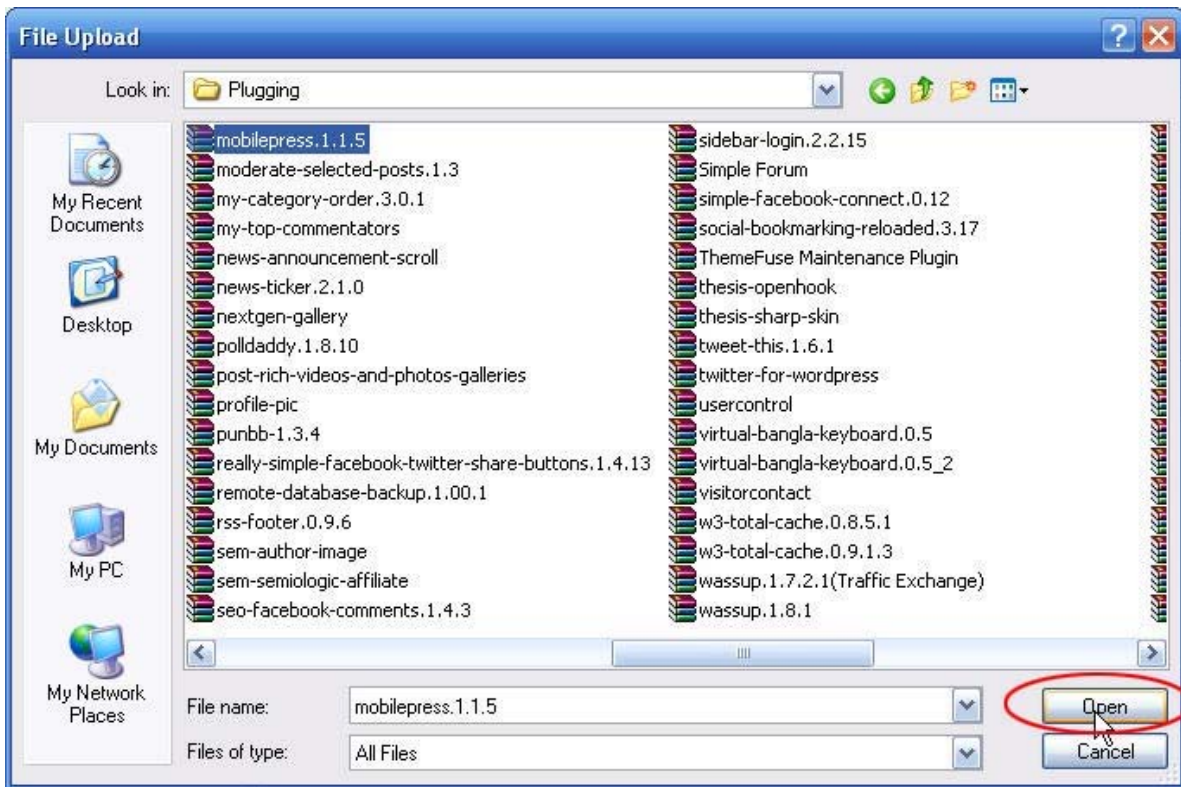 File Upload
Look in:
Plugging
My Recent
Documents
Desktop
My Documents
My PC
My Network
Places
mobilepress.1.1.5
moderate-selected-posts.1.3
my-category-order.3.0.1
my-top-commentators
news-announcement-scroll
news-ticker.2.1.0
nextgen-gallery
polldaddy.1.8.10
post-rich-videos-and-photos-galleries
profile-pic
punbb-1.3.4
really-simple-facebook-twitter-share-buttons.1.4.13
remote-database-backup.1.00.1
rss-footer.0.9.6
sem-author-image
sem-semiologic-affiliate
seo-facebook-comments.1.4.3
sidebar-login.2.2.15
Simple Forum
simple-facebook-connect.0.12
social-bookmarking-reloaded.3.17
ThemeFuse Maintenance Plugin
thesis-openhook
thesis-sharp-skin
tweet-this.1.6.1
twitter-for-wordpress
usercontrol
virtual-bangla-keyboard.0.5
virtual-bangla-keyboard.0.5_2
visitorcontact
w3-total-cache.0.8.5.1
w3-total-cache.0.9.1.3
wassup.1.7.2.1(Traffic Exchange)
wassup.1.8.1
File name:
mobilepress.1.1.5
Open
Files of type:
All Files
Cancel